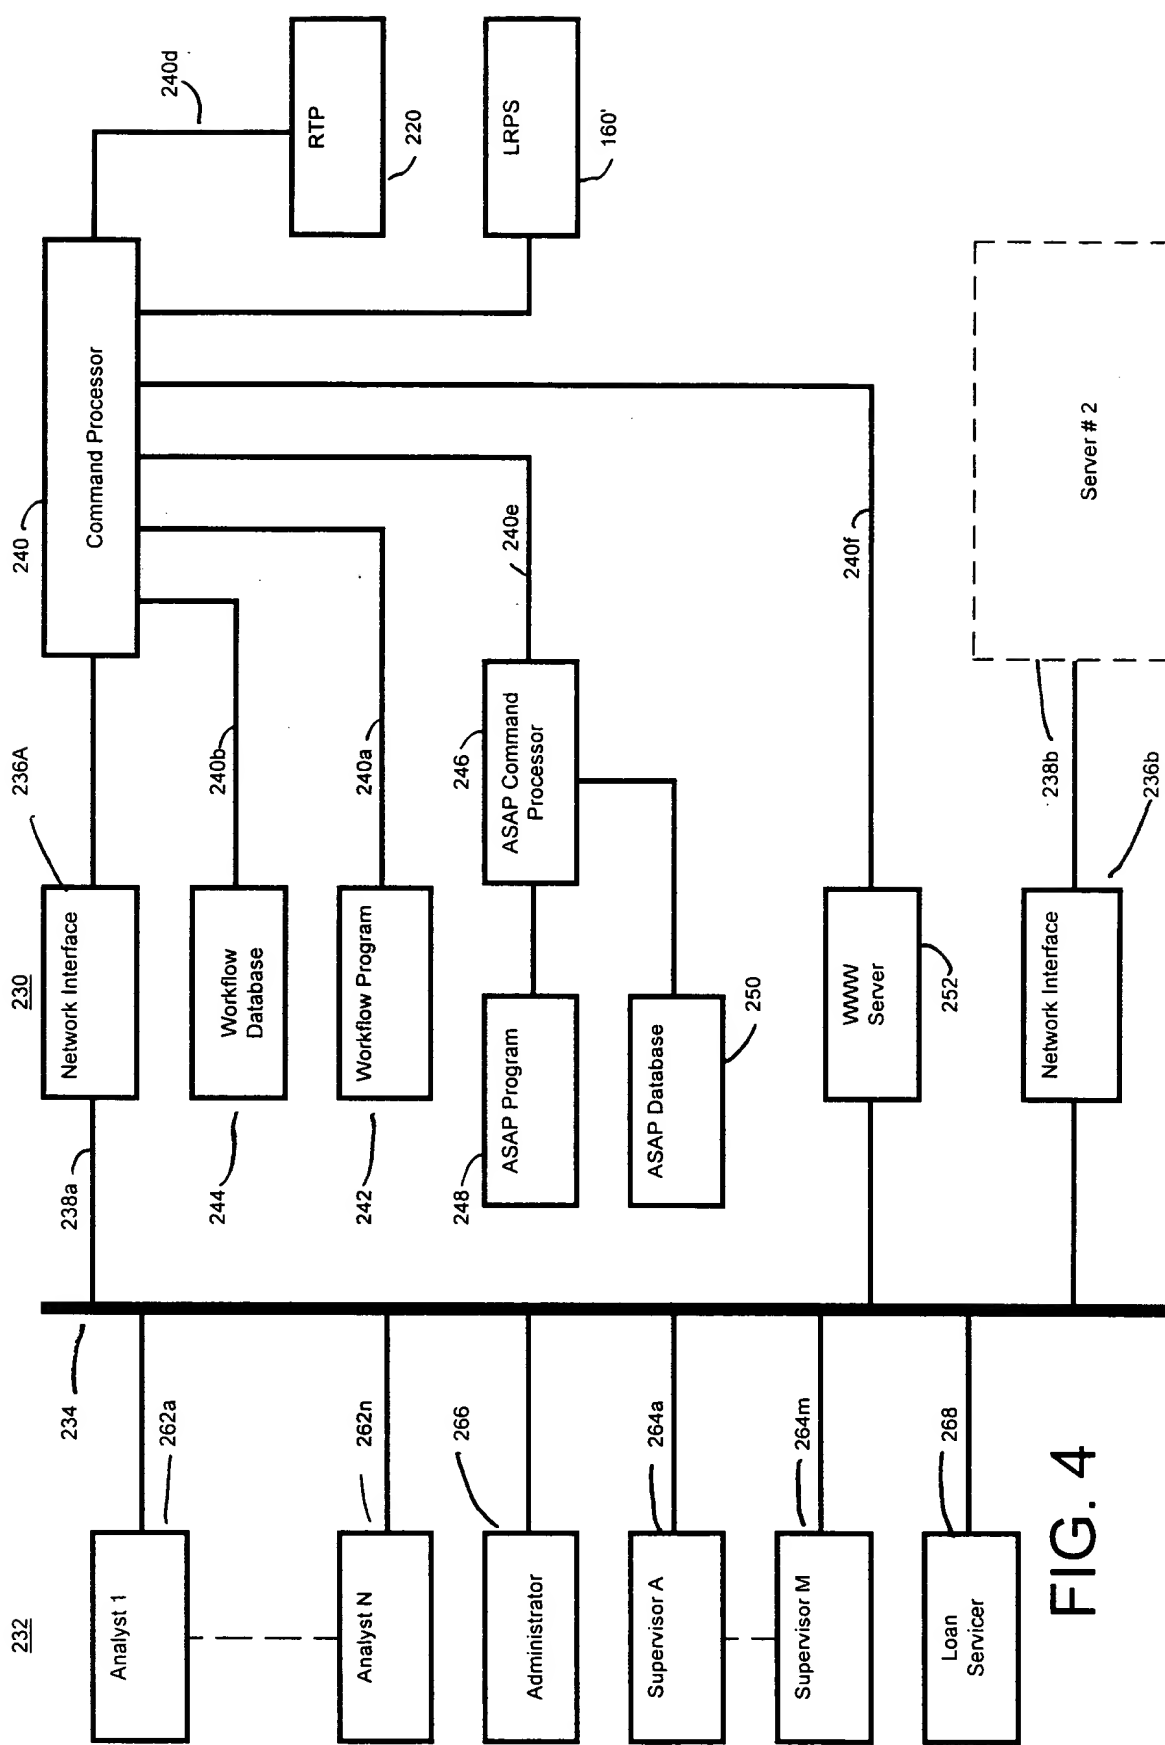 232
Analyst 1
262a
Analyst N
262n
Administrator
266
Supervisor A
264a
Supervisor M
264m
Loan
Servicer
268
234
230
238a
Network Interface
236A
Workflow
Database
244
240b
Workflow Program
242
240a
ASAP Program
248
ASAP Database
250
ASAP Command
Processor
246
240e
WWW
Server
252
240f
Network Interface
236b
238b
Server # 2
Command Processor
240
240d
RTP
220
LRPS
160'
FIG. 4